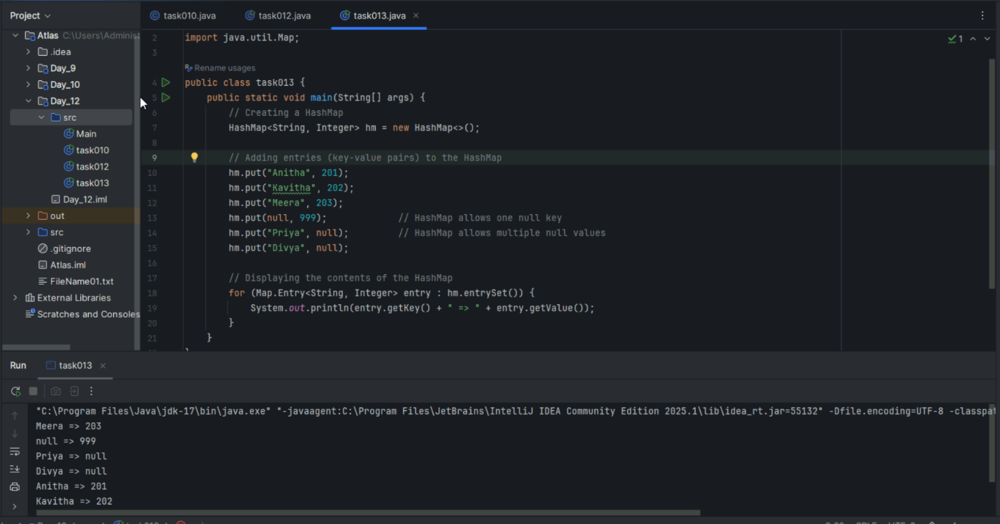 Project
task010.java
task012.java
task013.java
Atlas C:\Users\Administ
.idea
Day_9
Day_10
Day_12
src
Main
task010
task012
task013
Day_12.iml
out
src
.gitignore
Atlas.iml
FileName01.txt
External Libraries
Scratches and Consoles
1
2 import java.util.Map;
3
Rename usages
4 public class task013 {
5 public static void main(String[] args) {
6 // Creating a HashMap
7 HashMap<String, Integer> hm = new HashMap<>();
8
9 // Adding entries (key-value pairs) to the HashMap
10 hm.put("Anitha", 201);
11 hm.put("Kavitha", 202);
12 hm.put("Meera", 203);
13 hm.put(null, 999); // HashMap allows one null key
14 hm.put("Priya", null); // HashMap allows multiple null values
15 hm.put("Divya", null);
16
17 // Displaying the contents of the HashMap
18 for (Map.Entry<String, Integer> entry : hm.entrySet()) {
19 System.out.println(entry.getKey() + " => " + entry.getValue());
20 }
21 }
Run
task013
"C:\Program Files\Java\jdk-17\bin\java.exe" "-javaagent:C:\Program Files\JetBrains\IntelliJ IDEA Community Edition 2025.1\lib\idea_rt.jar=55132" -Dfile.encoding=UTF-8 -classpat
Meera => 203
null => 999
Priya => null
Divya => null
Anitha => 201
Kavitha => 202